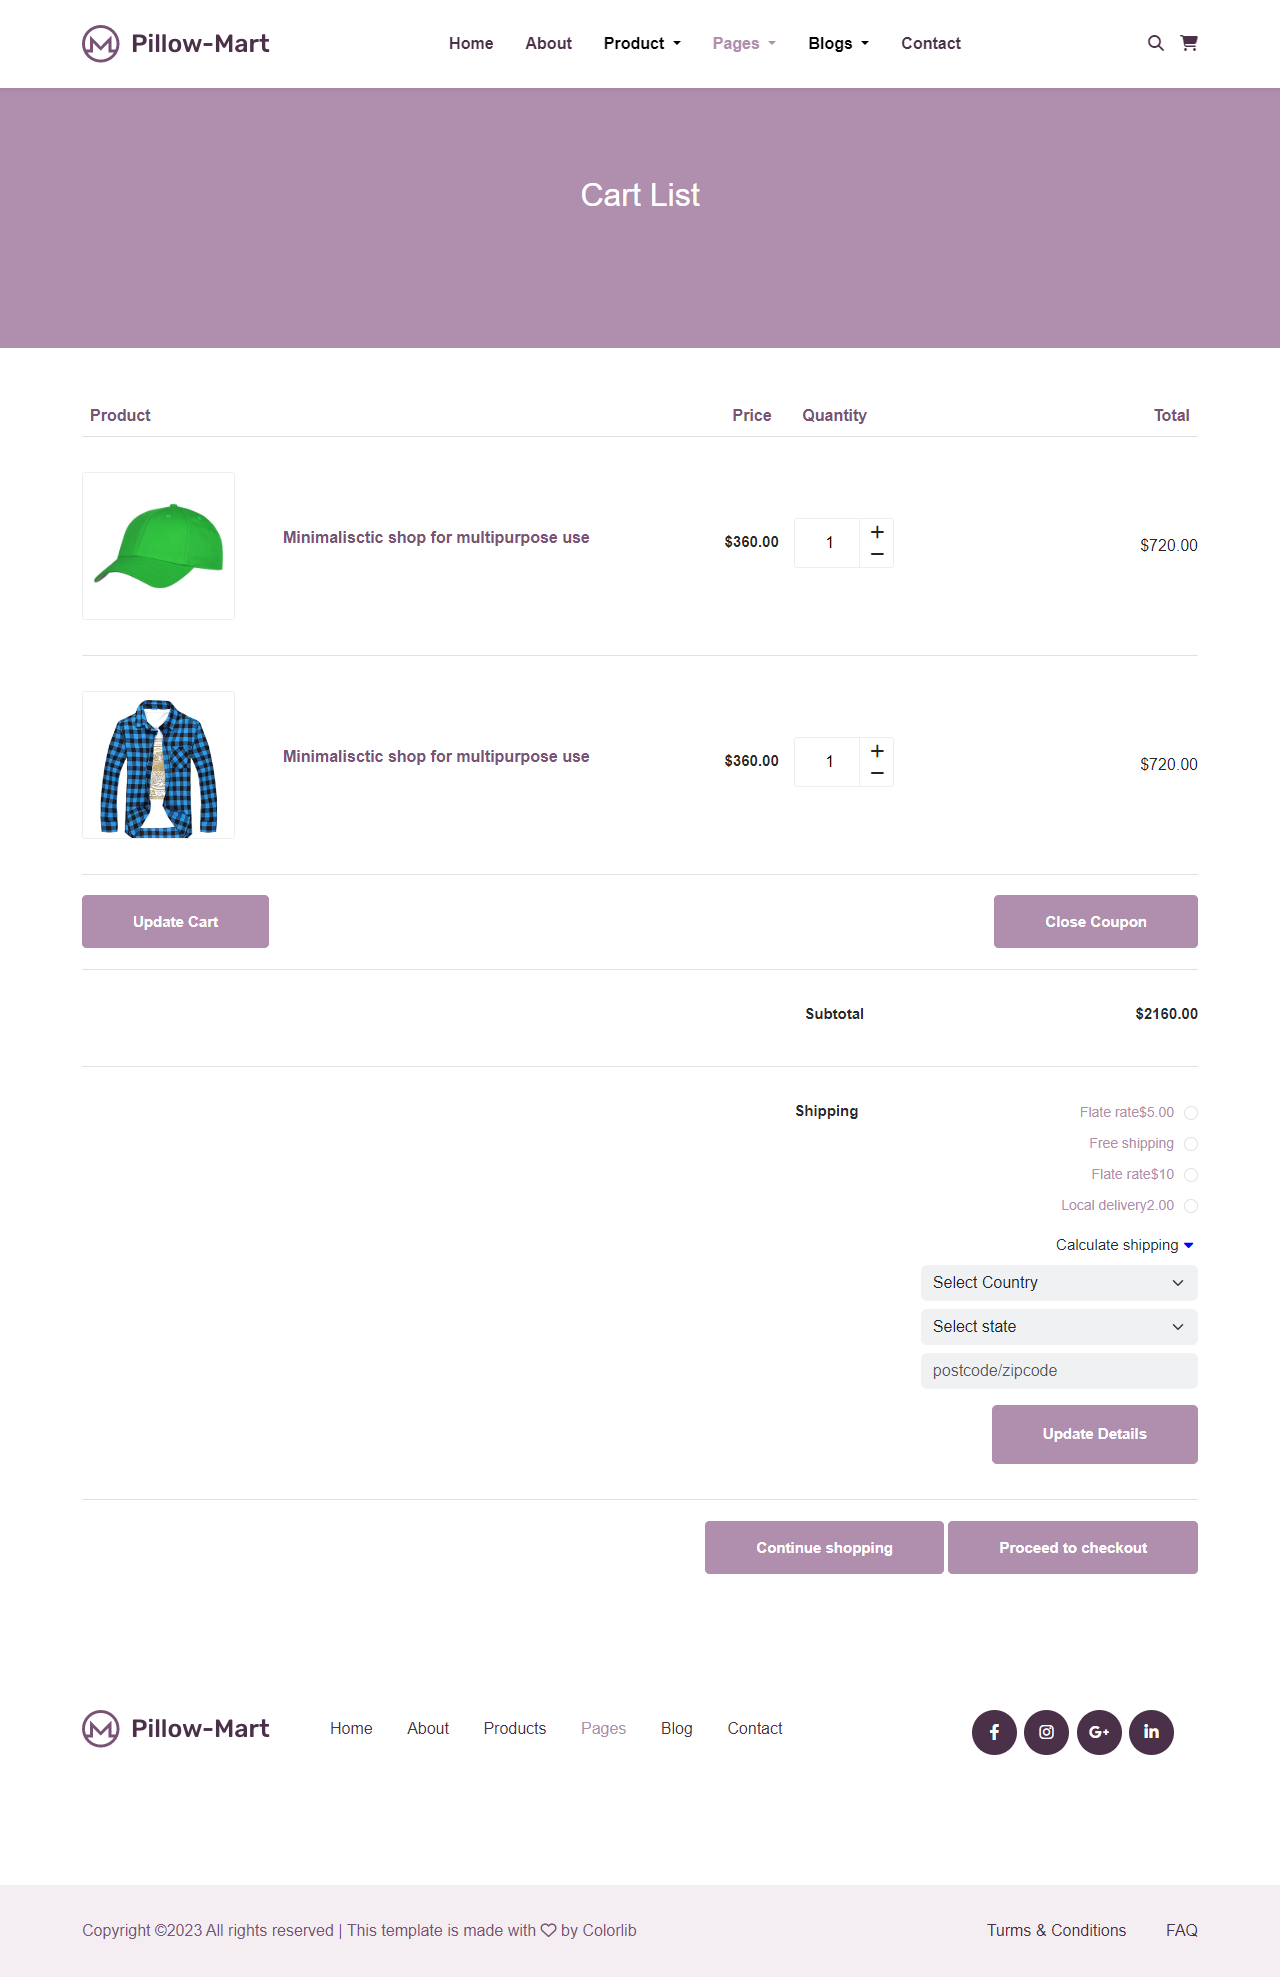 Pillow-Mart Home About Product Pages Blogs Contact
Cart List
Product Price Quantity Total
Minimalisctic shop for multipurpose use $360.00 1 $720.00
Minimalisctic shop for multipurpose use $360.00 1 $720.00
Update Cart Close Coupon
Subtotal $2160.00
Shipping Flate rate$5.00
Free shipping
Flate rate$10
Local delivery2.00
Calculate shipping
Select Country
Select state
postcode/zipcode
Update Details
Continue shopping Proceed to checkout
Pillow-Mart Home About Products Pages Blog Contact
Copyright ©2023 All rights reserved | This template is made with ♡ by Colorlib Turms & Conditions FAQ